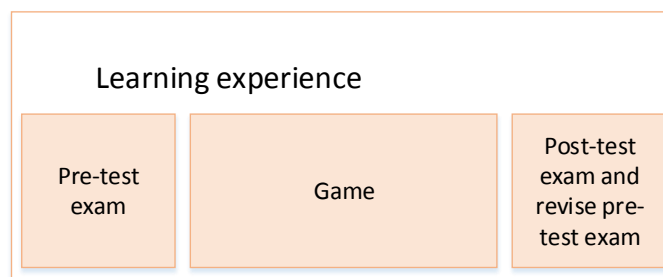 Learning experience
Pre-test
exam
Game
Post-test
exam and
revise pre-
test exam